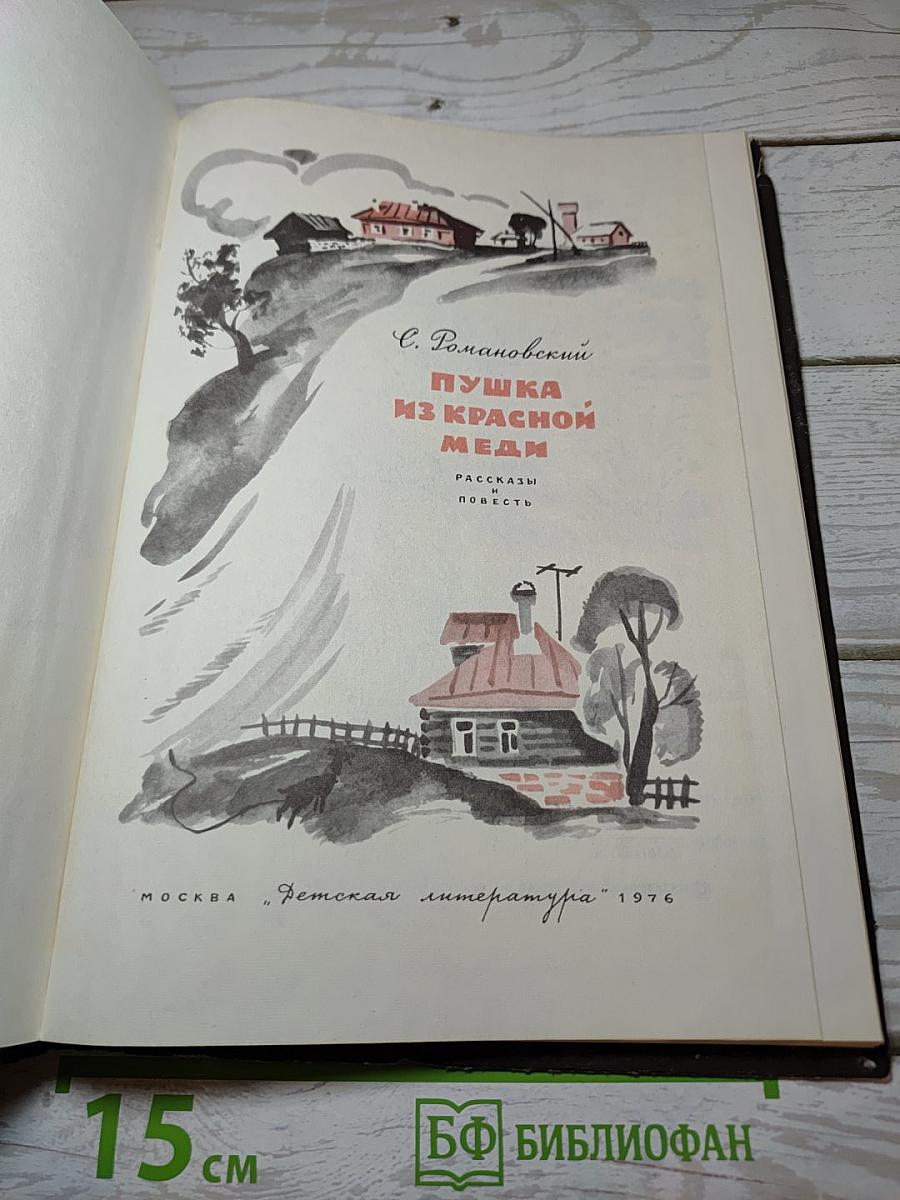 С. Романовский
ПУШКА
ИЗ КРАСНОЙ
МЕДИ
РАССКАЗЫ
И
ПОВЕСТЬ
МОСКВА „Детская литература“ 1976
15 см
БФ БИБЛИОФАН